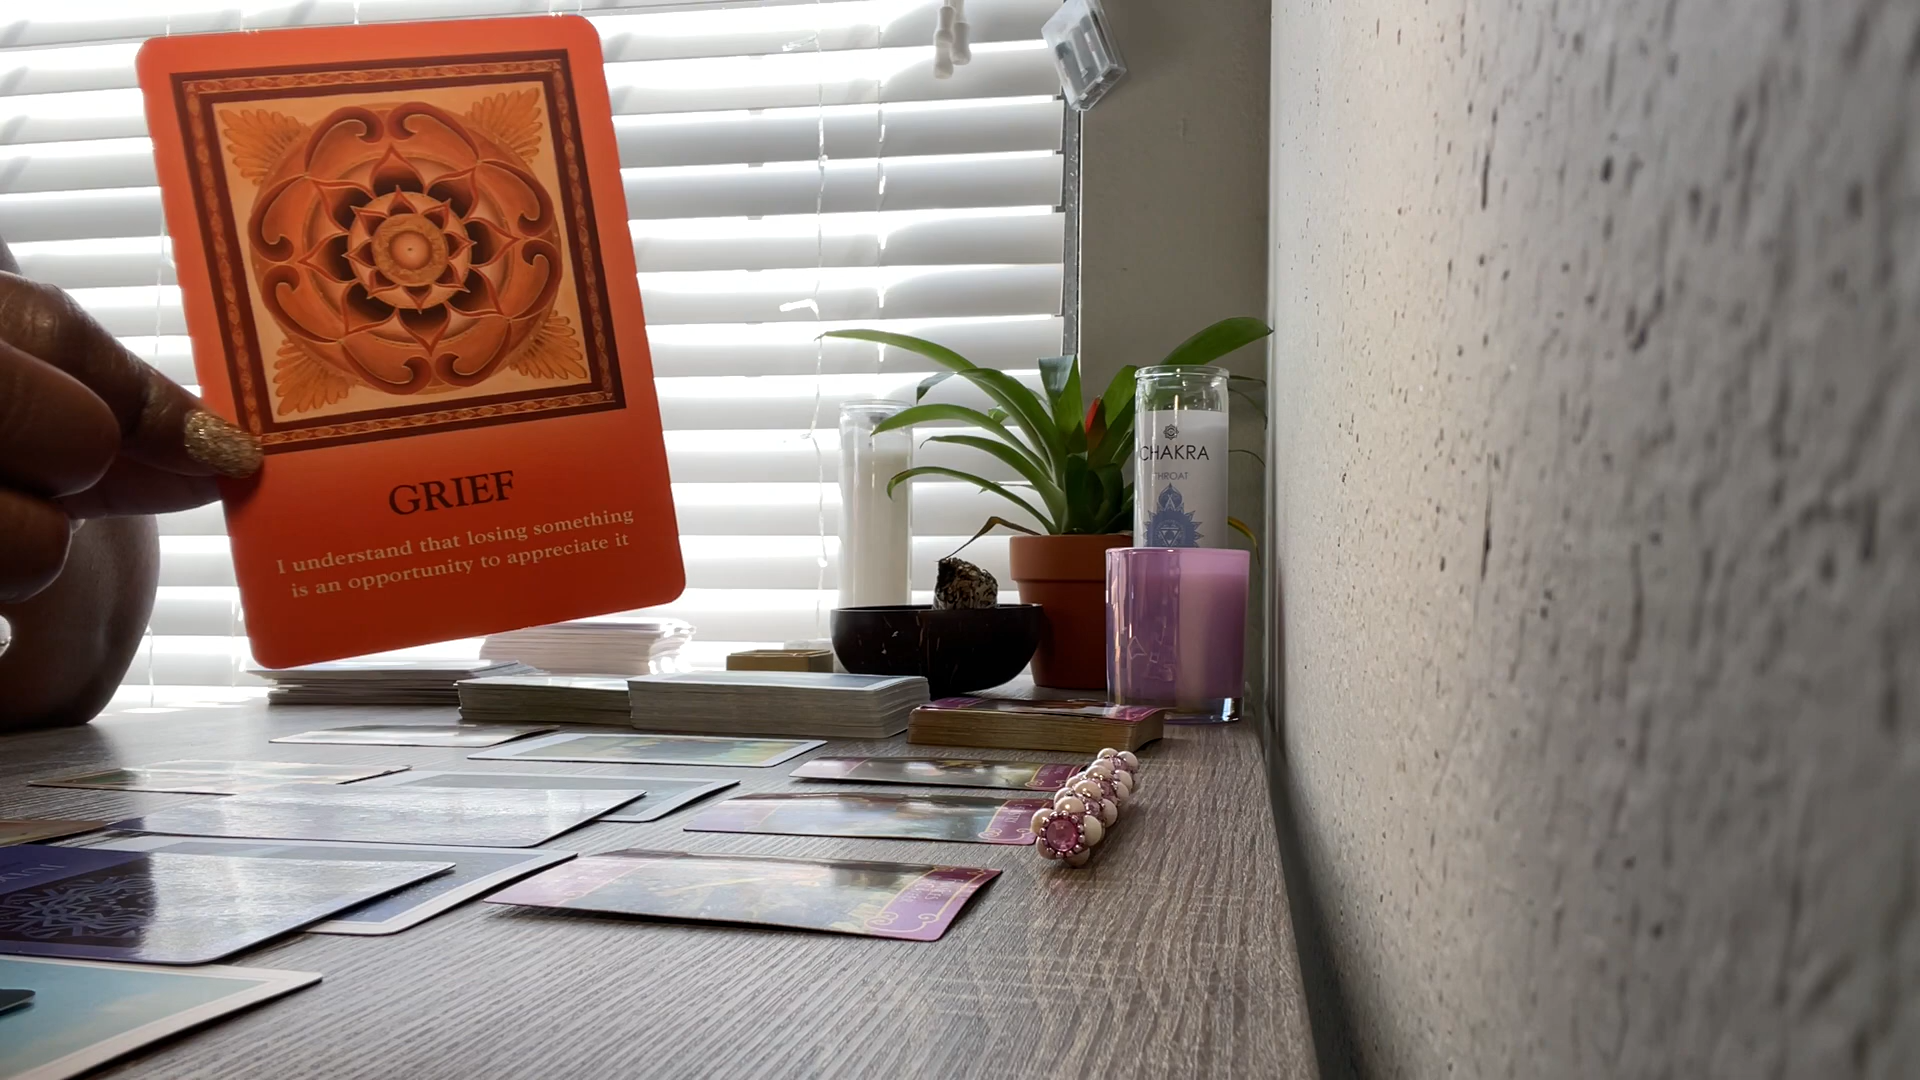 GRIEF
I understand that losing something
is an opportunity to appreciate it
CHAKRA
THROAT